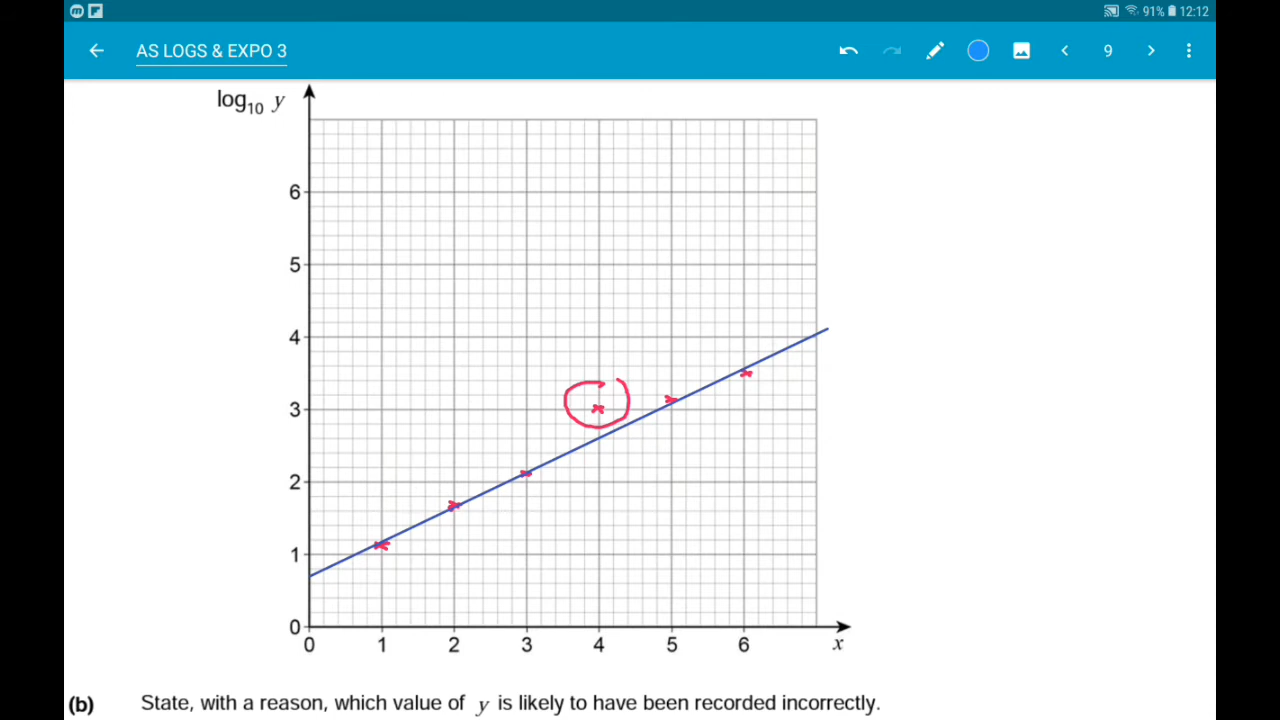 91% 12:12
AS LOGS & EXPO 3
9
log10 y
6
5
4
3
2
1
0
0 1 2 3 4 5 6 x
(b) State, with a reason, which value of y is likely to have been recorded incorrectly.